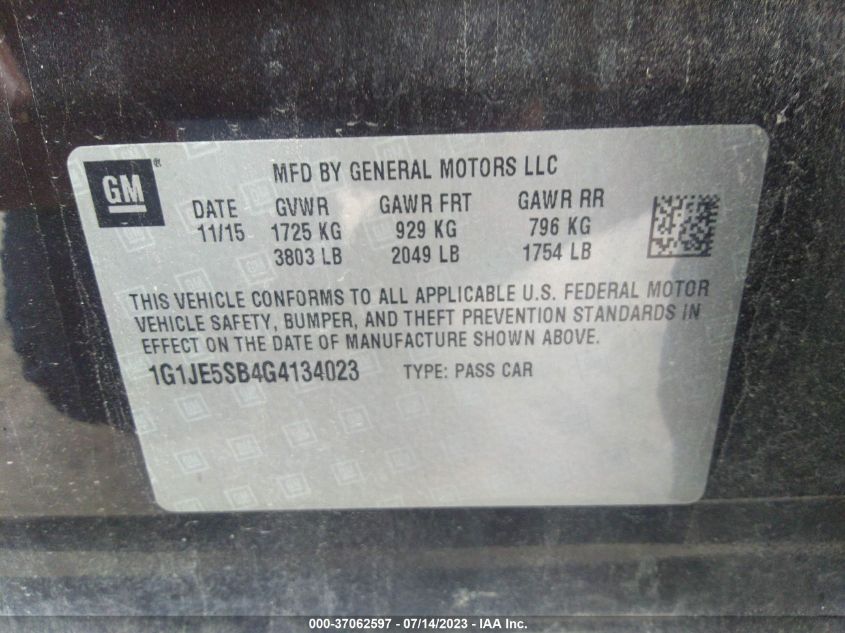 GM®
MFD BY GENERAL MOTORS LLC
DATE GVWR GAWR FRT GAWR RR
11/15 1725 KG 929 KG 796 KG
3803 LB 2049 LB 1754 LB
THIS VEHICLE CONFORMS TO ALL APPLICABLE U.S. FEDERAL MOTOR
VEHICLE SAFETY, BUMPER, AND THEFT PREVENTION STANDARDS IN
EFFECT ON THE DATE OF MANUFACTURE SHOWN ABOVE.
1G1JE5SB4G4134023 TYPE: PASS CAR
000-37062597 - 07/14/2023 - IAA Inc.